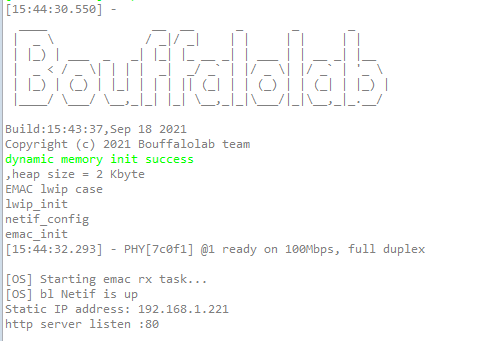 [15:44:30.550] -
Bouffalolab
Build:15:43:37,Sep 18 2021
Copyright (c) 2021 Bouffalolab team
dynamic memory init success
,heap size = 2 Kbyte
EMAC lwip case
lwip_init
netif_config
emac_init
[15:44:32.293] - PHY[7c0f1] @1 ready on 100Mbps, full duplex
[OS] Starting emac rx task...
[OS] bl Netif is up
Static IP address: 192.168.1.221
http server listen :80